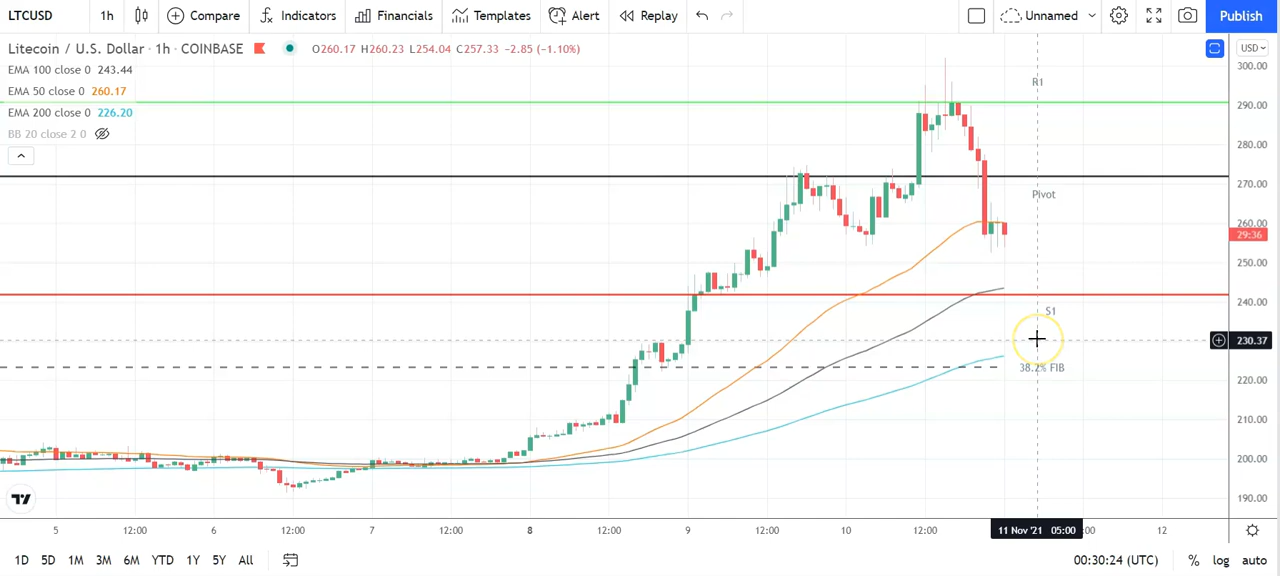 LTCUSD 1h Compare Indicators Financials Templates Alert Replay Unnamed Publish
Litecoin / U.S. Dollar · 1h · COINBASE O260.17 H260.23 L254.04 C257.33 −2.85 (−1.10%) USD
EMA 100 close 0 243.44
EMA 50 close 0 260.17
EMA 200 close 0 226.20
BB 20 close 2 0
300.00
R1
290.00
280.00
270.00
Pivot
260.00
29:36
250.00
240.00
S1
230.37
38.2% FIB
220.00
210.00
200.00
190.00
5 12:00 6 12:00 7 12:00 8 12:00 9 12:00 10 12:00 11 Nov '21 05:00 :00 12
1D 5D 1M 3M 6M YTD 1Y 5Y All 00:30:24 (UTC) % log auto